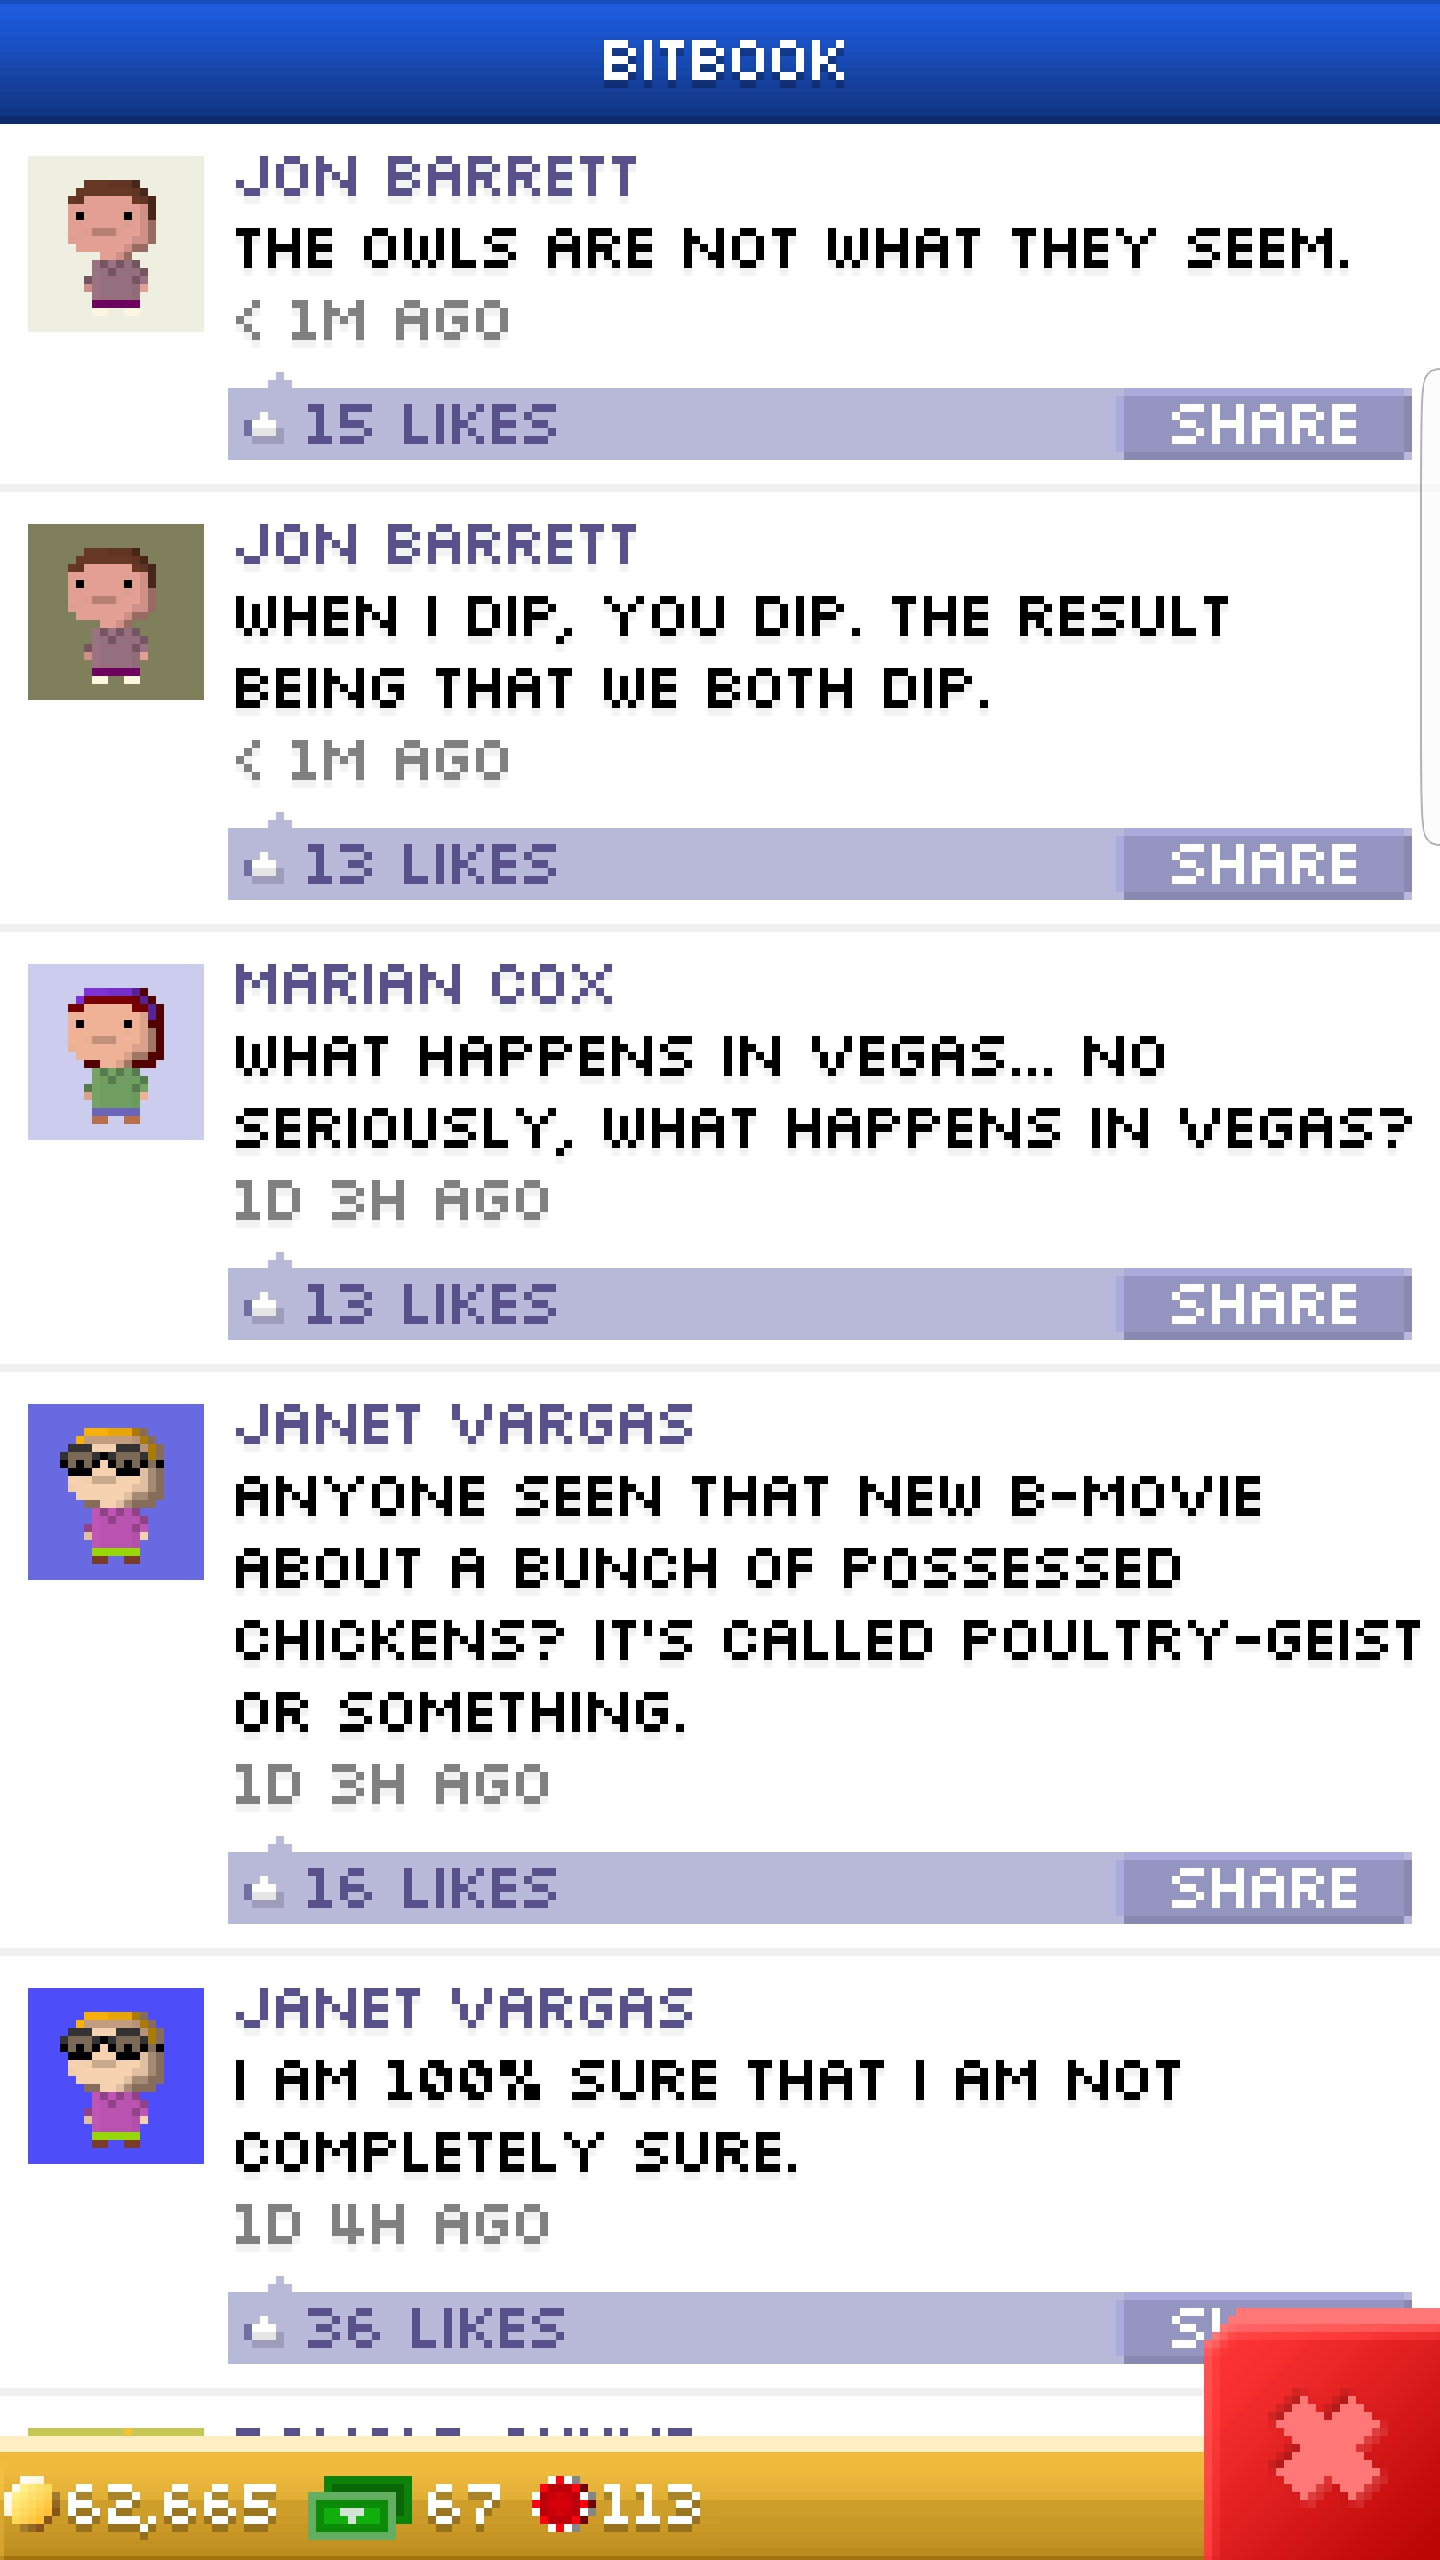 BITBOOK
JON BARRETT
THE OWLS ARE NOT WHAT THEY SEEM.
< 1M AGO
15 LIKES SHARE
JON BARRETT
WHEN I DIP, YOU DIP. THE RESULT
BEING THAT WE BOTH DIP.
< 1M AGO
13 LIKES SHARE
MARIAN COX
WHAT HAPPENS IN VEGAS... NO
SERIOUSLY, WHAT HAPPENS IN VEGAS?
1D 3H AGO
13 LIKES SHARE
JANET VARGAS
ANYONE SEEN THAT NEW B-MOVIE
ABOUT A BUNCH OF POSSESSED
CHICKENS? IT'S CALLED POULTRY-GEIST
OR SOMETHING.
1D 3H AGO
16 LIKES SHARE
JANET VARGAS
I AM 100% SURE THAT I AM NOT
COMPLETELY SURE.
1D 4H AGO
36 LIKES
62,665 67 113